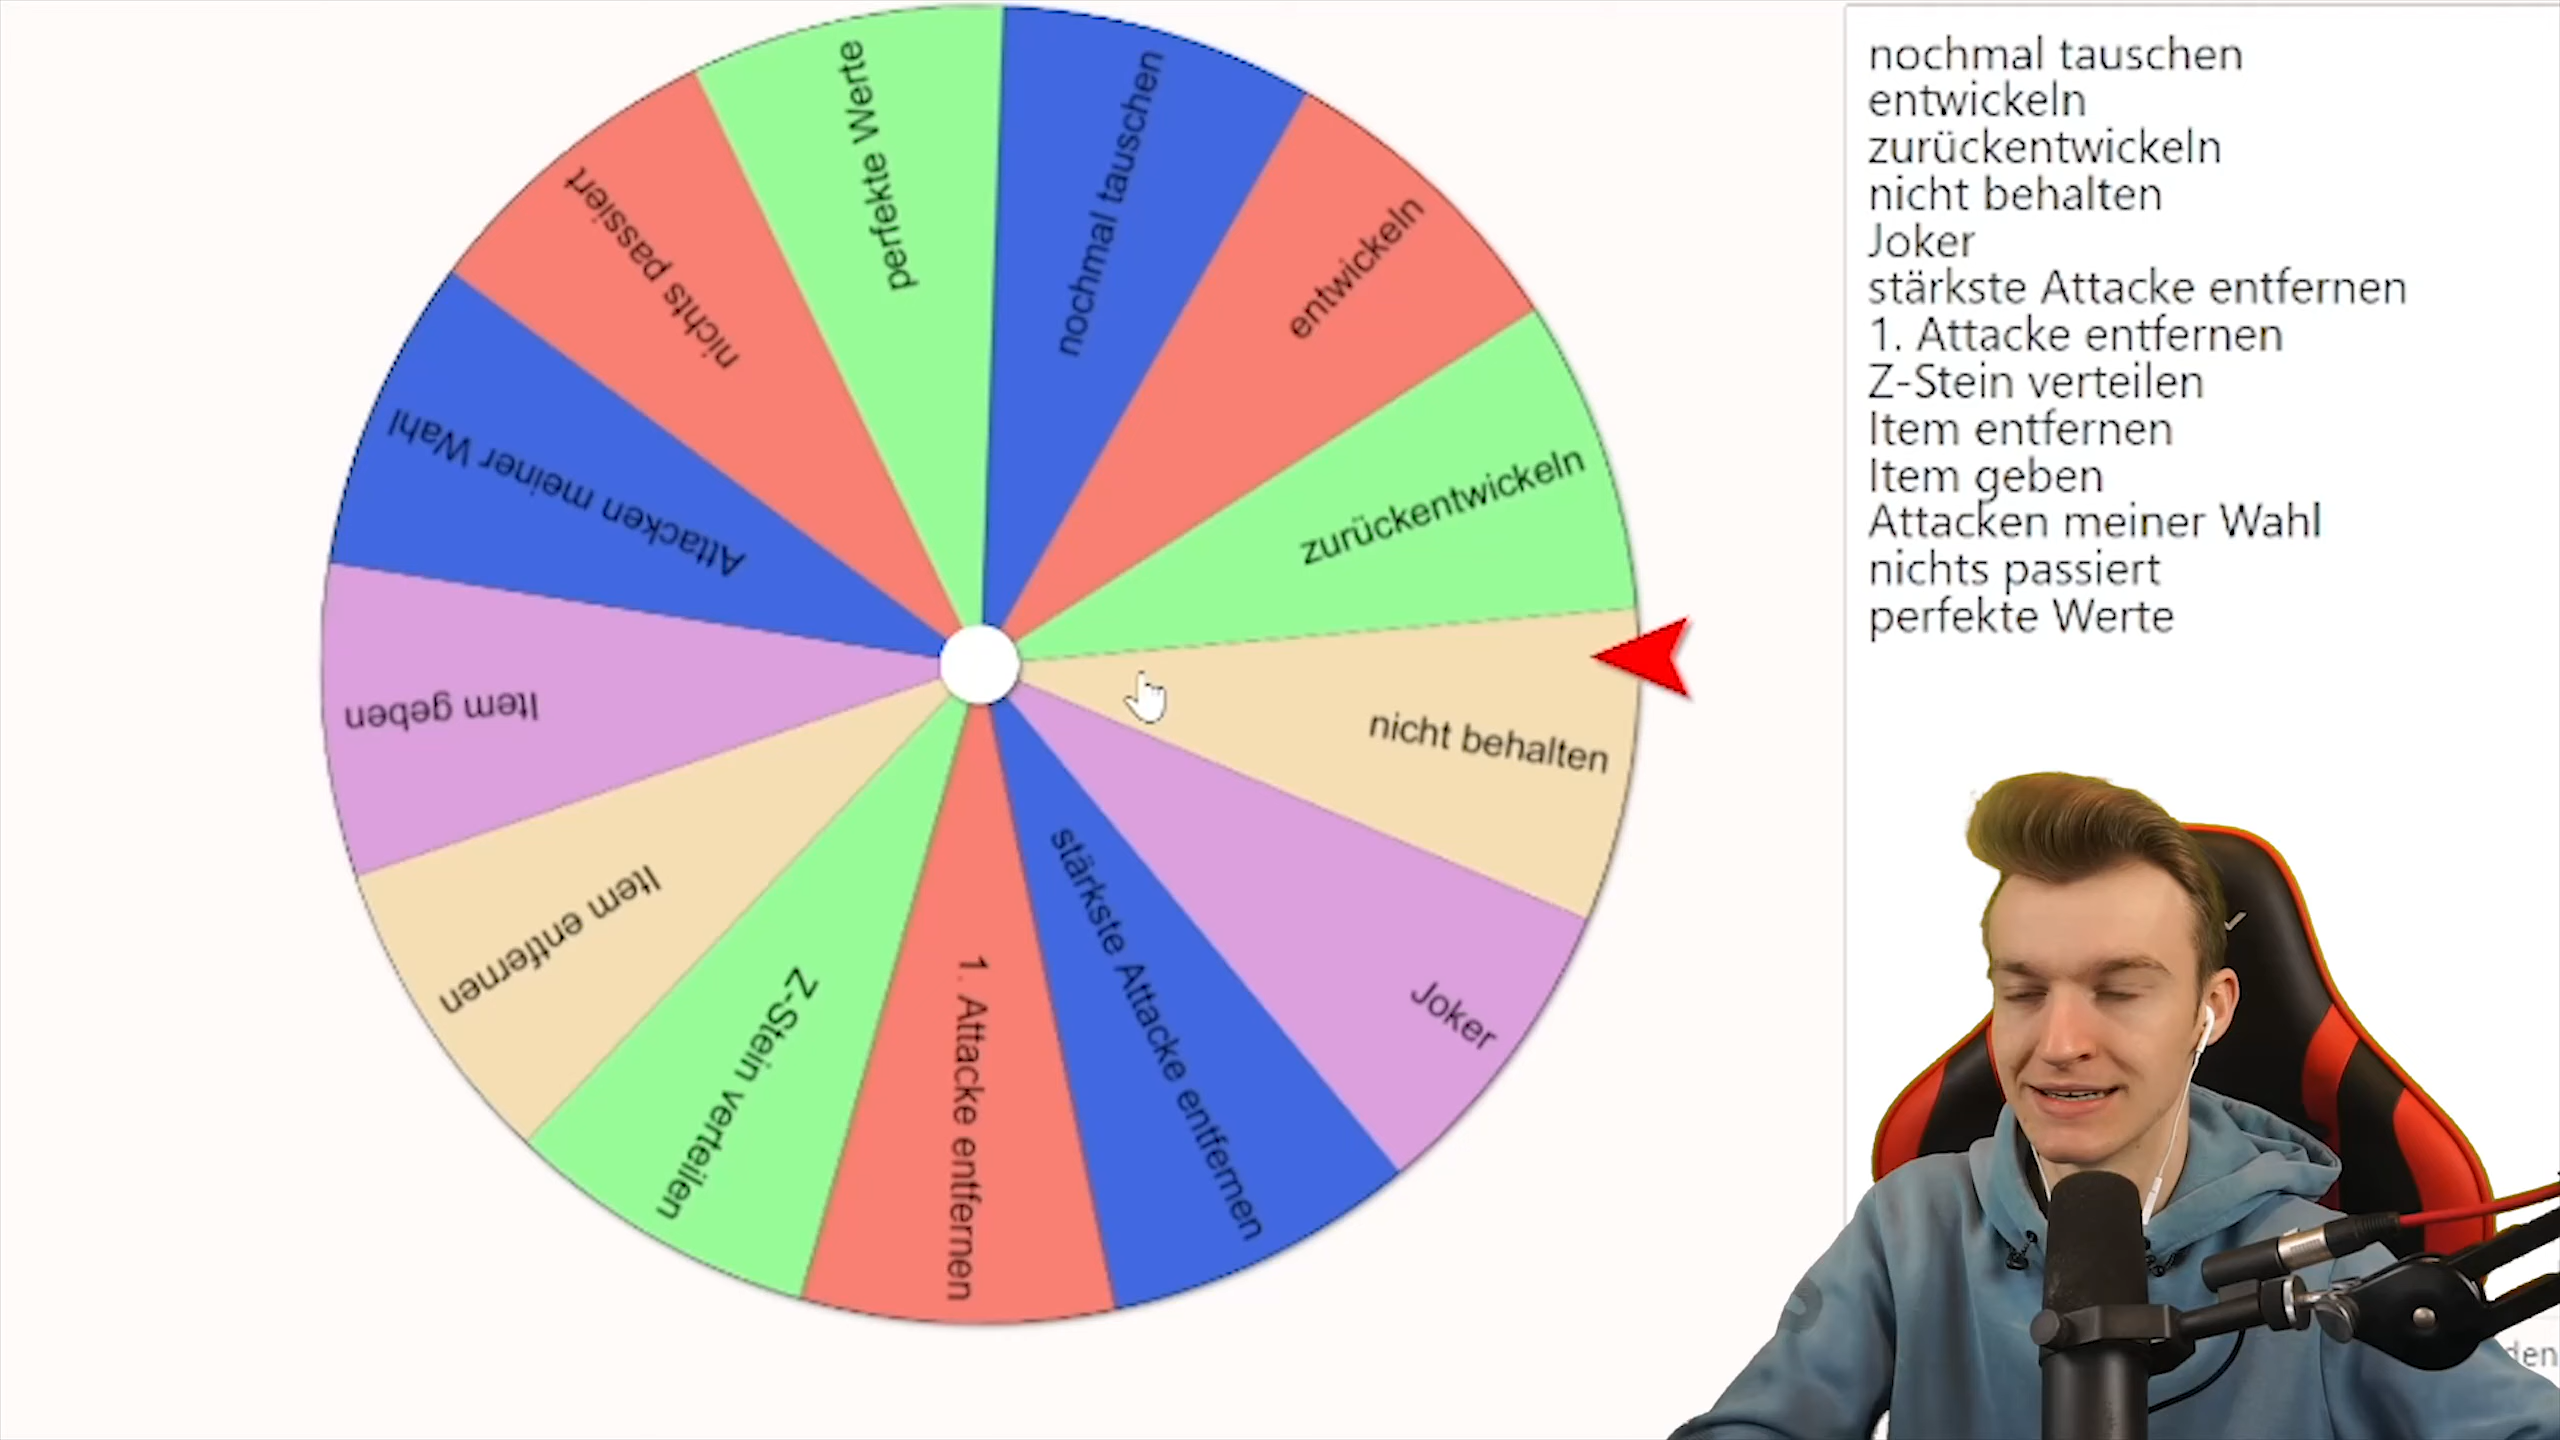 perfekte Werte
nochmal tauschen
entwickeln
zurückentwickeln
nicht behalten
Joker
stärkste Attacke entfernen
1. Attacke entfernen
Z-Stein verteilen
Item entfernen
Item geben
Attacken meiner Wahl
nichts passiert
nochmal tauschen
entwickeln
zurückentwickeln
nicht behalten
Joker
stärkste Attacke entfernen
1. Attacke entfernen
Z-Stein verteilen
Item entfernen
Item geben
Attacken meiner Wahl
nichts passiert
perfekte Werte